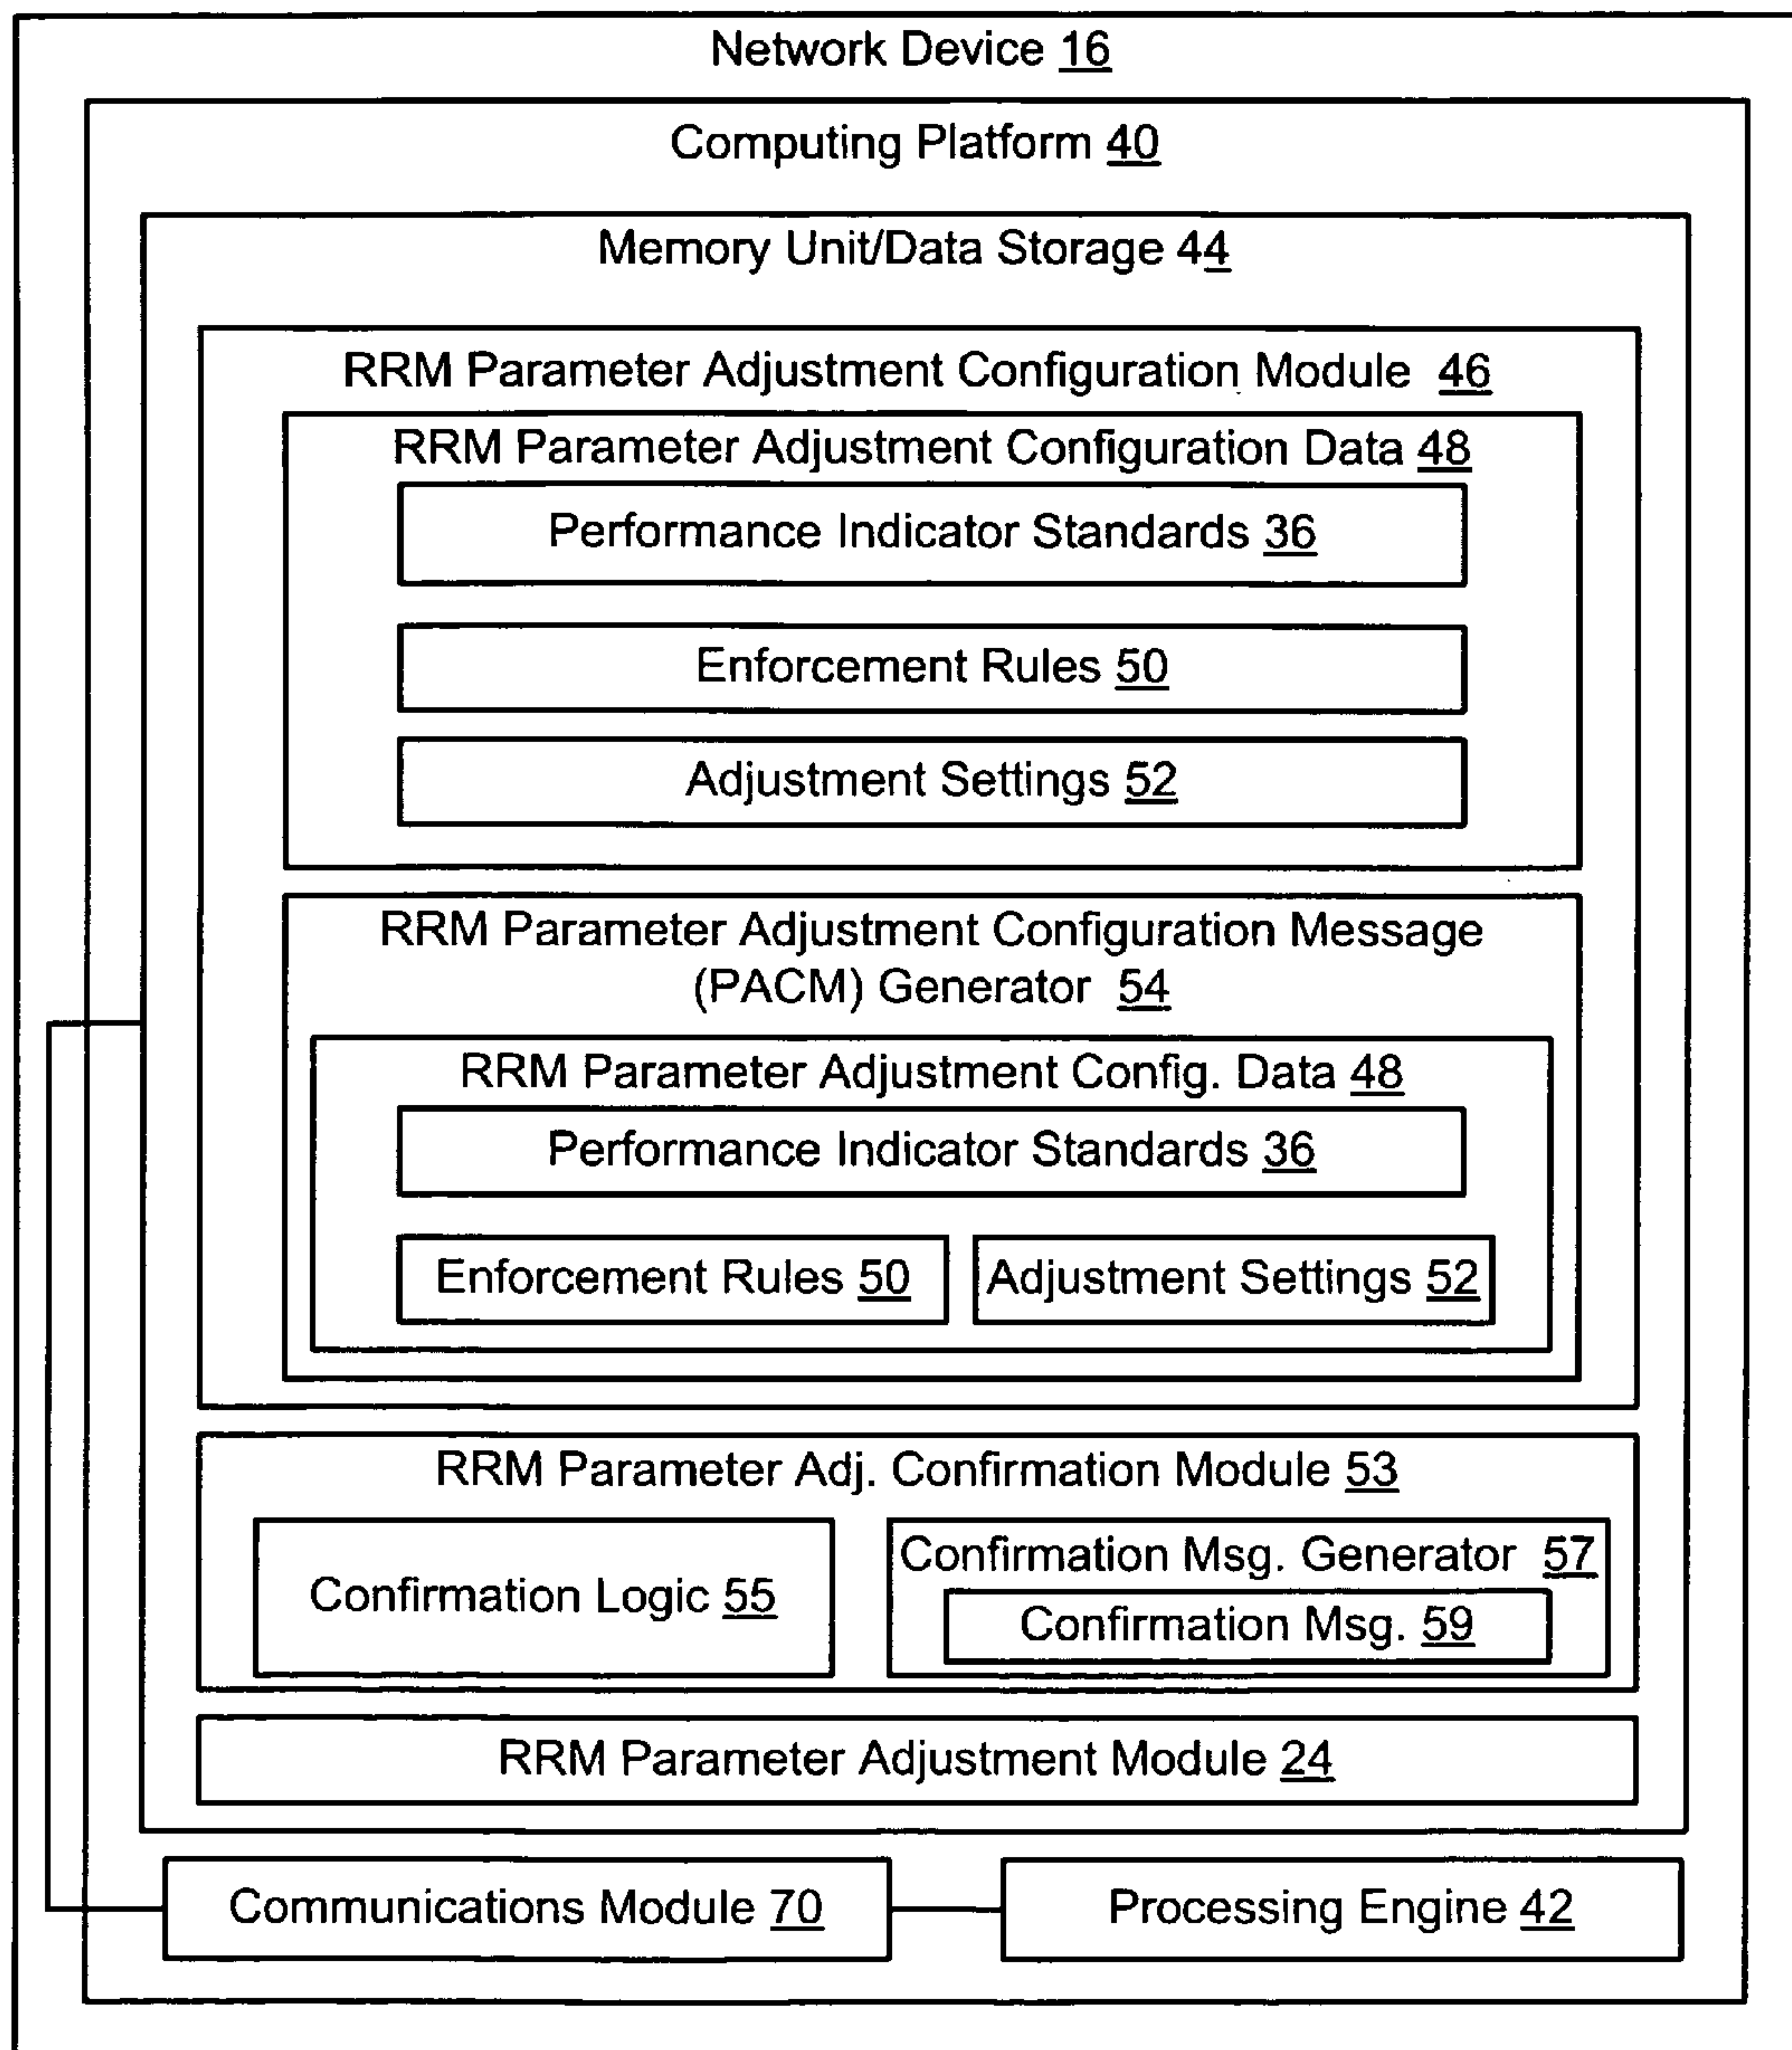 Network Device 16
Computing Platform 40
Memory Unit/Data Storage 44
RRM Parameter Adjustment Configuration Module 46
RRM Parameter Adjustment Configuration Data 48
Performance Indicator Standards 36
Enforcement Rules 50
Adjustment Settings 52
RRM Parameter Adjustment Configuration Message
(PACM) Generator 54
RRM Parameter Adjustment Config. Data 48
Performance Indicator Standards 36
Enforcement Rules 50
Adjustment Settings 52
RRM Parameter Adj. Confirmation Module 53
Confirmation Logic 55
Confirmation Msg. Generator 57
Confirmation Msg. 59
RRM Parameter Adjustment Module 24
Communications Module 70
Processing Engine 42